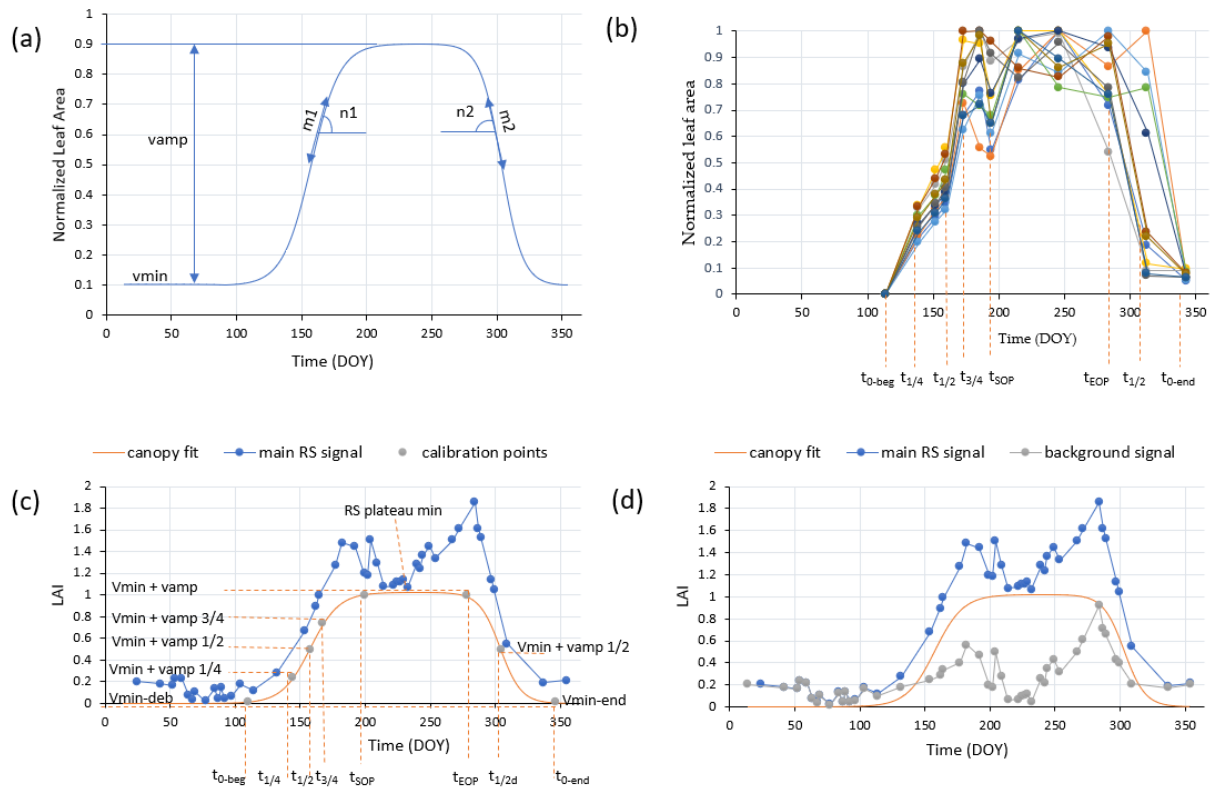 (a)
Normalized Leaf Area
1
0.9
0.8
0.7
0.6
0.5
0.4
0.3
0.2
0.1
0
vamp
vmin
m1
n1
n2
m2
0 50 100 150 200 250 300 350
Time (DOY)
(b)
Normalized leaf area
1
0.9
0.8
0.7
0.6
0.5
0.4
0.3
0.2
0.1
0
0 50 100 150 200 250 300 350
Time (DOY)
t0-beg t1/4 t1/2 t3/4 tSOP tEOP t1/2 t0-end
canopy fit main RS signal calibration points
(c)
LAI
2
1.8
1.6
1.4
1.2
1
0.8
0.6
0.4
0.2
0
RS plateau min
Vmin + vamp
Vmin + vamp 3/4
Vmin + vamp 1/2
Vmin + vamp 1/4
Vmin-deb
Vmin + vamp 1/2
Vmin-end
0 50 100 150 200 250 300 350
Time (DOY)
t0-beg t1/4 t1/2 t3/4 tSOP tEOP t1/2d t0-end
canopy fit main RS signal background signal
(d)
LAI
2
1.8
1.6
1.4
1.2
1
0.8
0.6
0.4
0.2
0
0 50 100 150 200 250 300 350
Time (DOY)